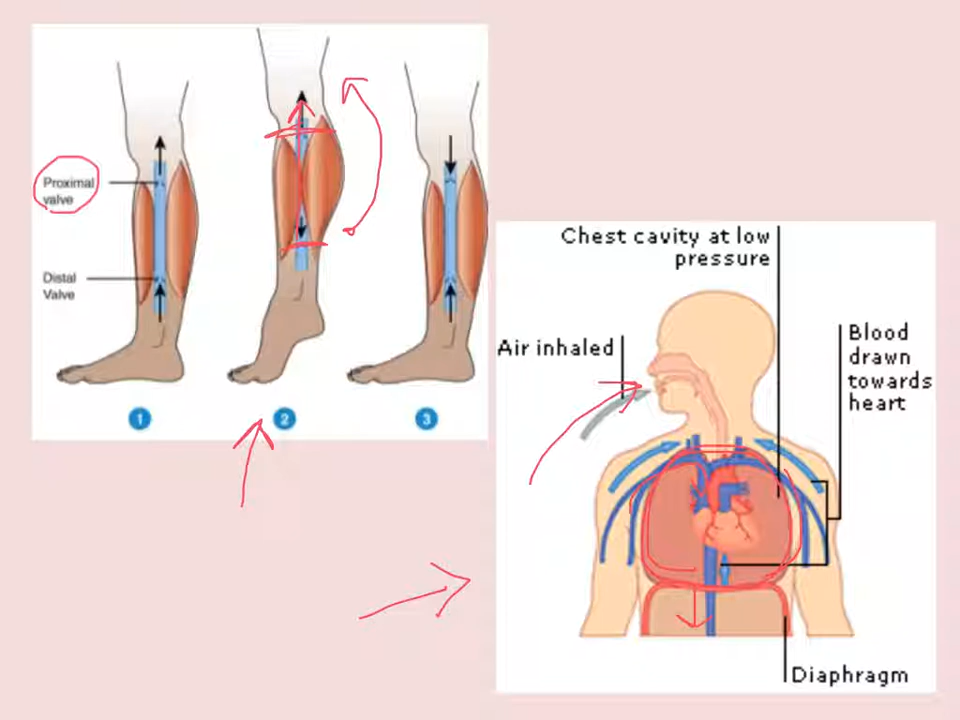 Proximal
valve
Distal
Valve
1
2
3
Chest cavity at low
pressure
Air inhaled
Blood
drawn
towards
heart
Diaphragm